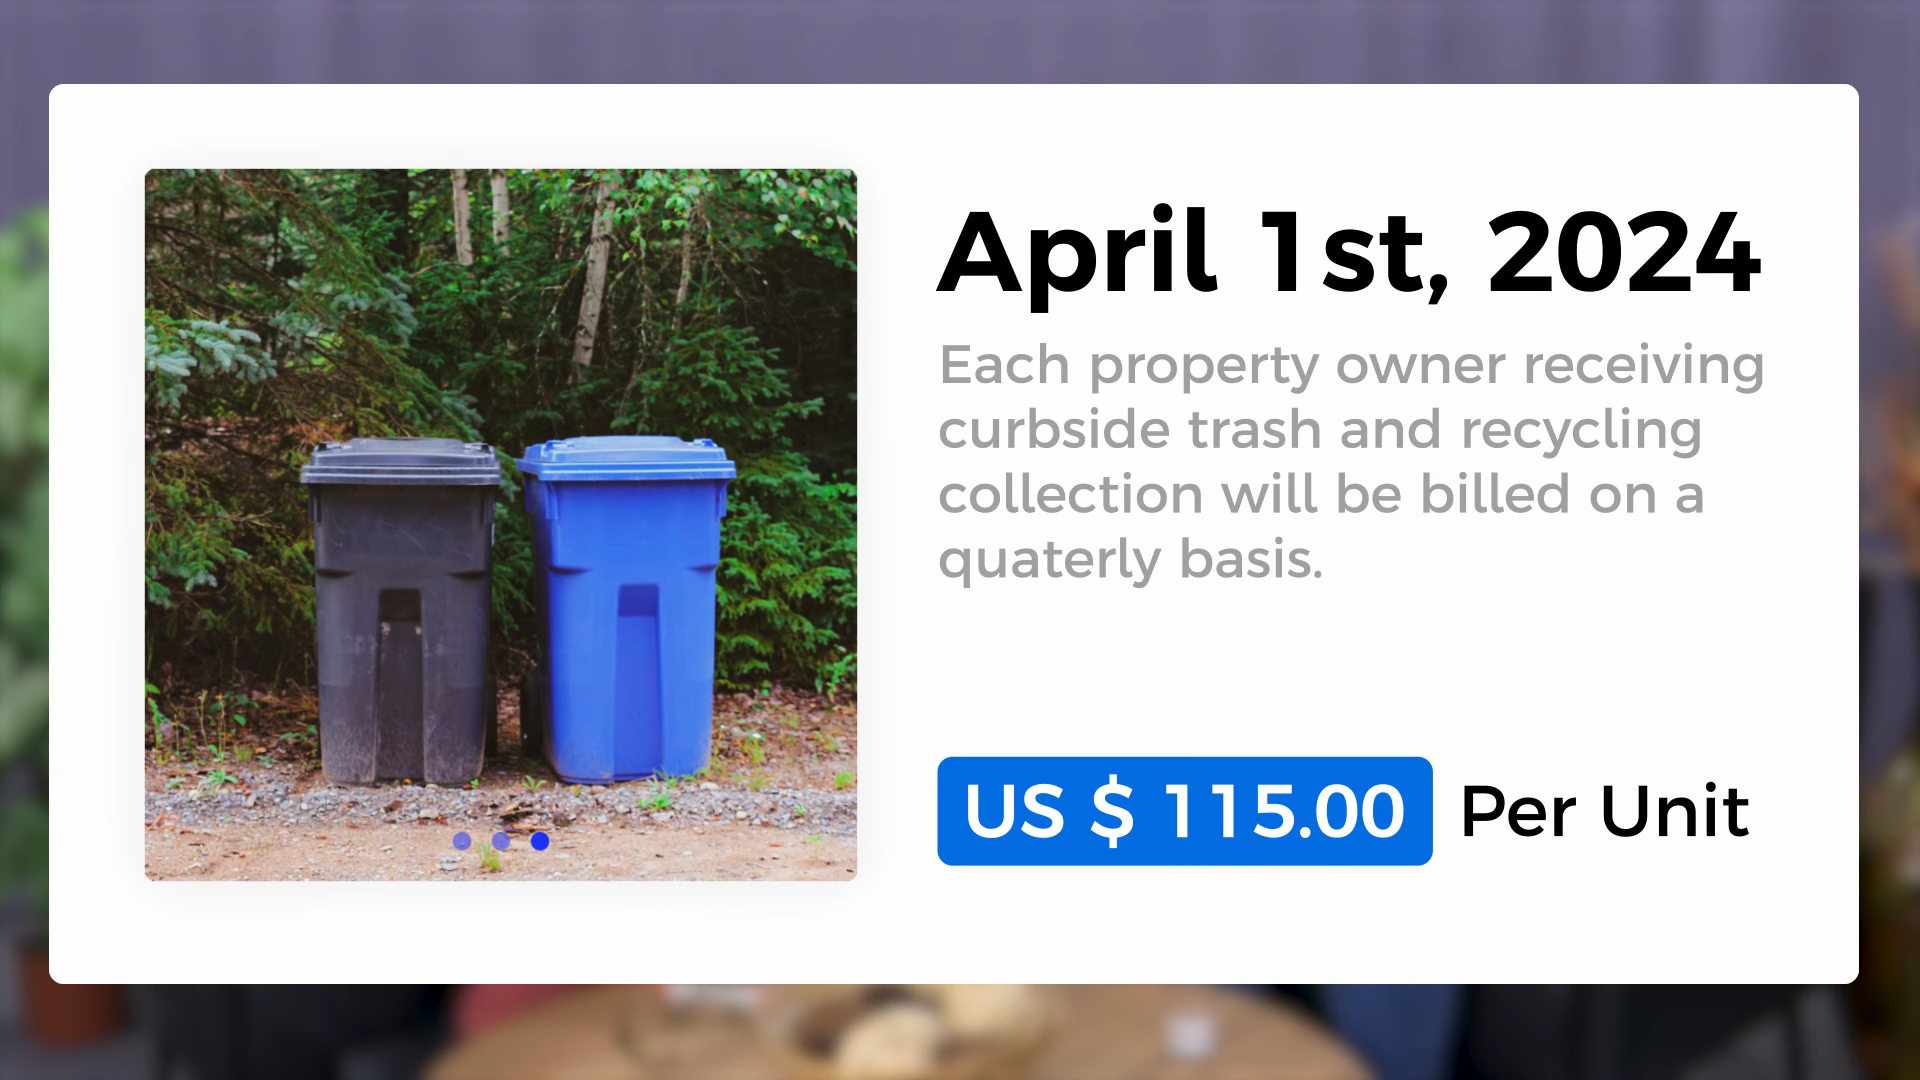 April 1st, 2024
Each property owner receiving
curbside trash and recycling
collection will be billed on a
quaterly basis.
US $ 115.00 Per Unit